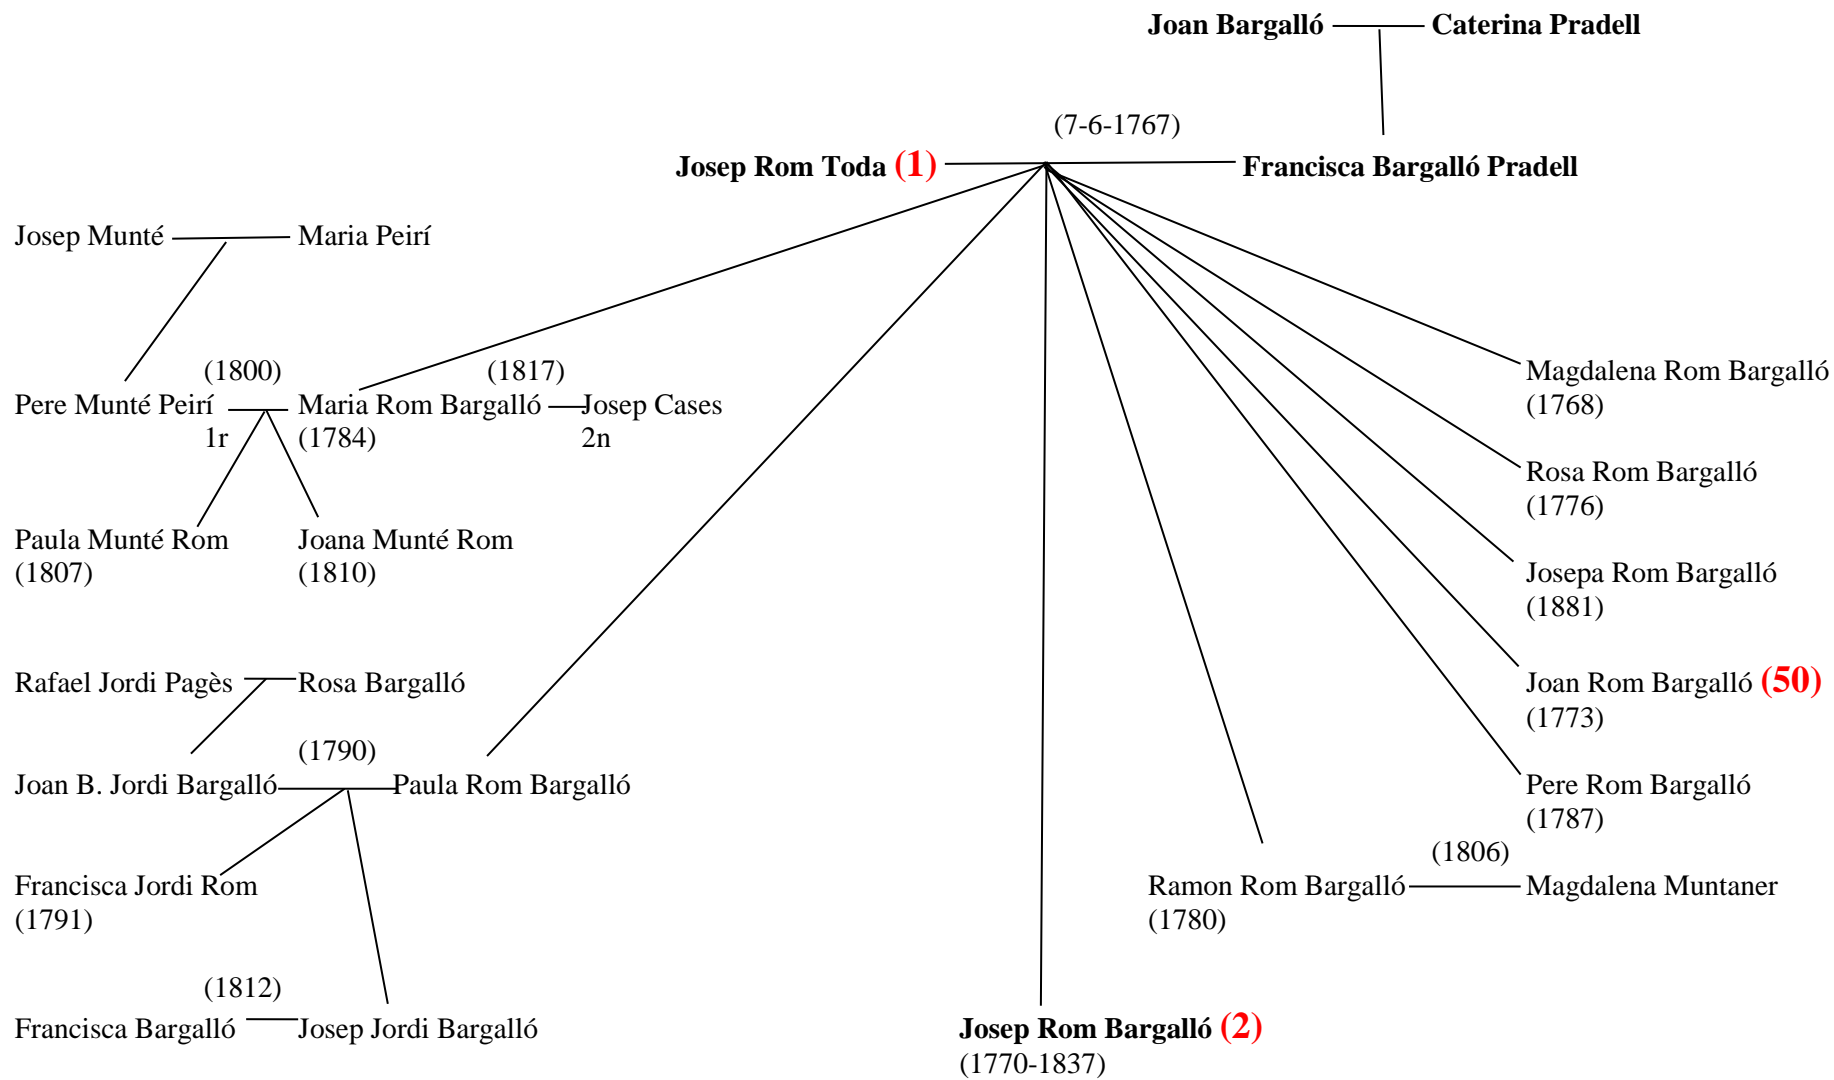 Joan Bargalló Caterina Pradell
(7-6-1767)
Josep Rom Toda (1) Francisca Bargalló Pradell
Josep Munté Maria Peirí
(1800) (1817)
Magdalena Rom Bargalló
Pere Munté Peirí Maria Rom Bargalló Josep Cases
(1768)
1r (1784) 2n
Rosa Rom Bargalló
(1776)
Paula Munté Rom Joana Munté Rom
(1807) (1810)
Josepa Rom Bargalló
(1881)
Rafael Jordi Pagès Rosa Bargalló
Joan Rom Bargalló (50)
(1773)
(1790)
Joan B. Jordi Bargalló Paula Rom Bargalló
Pere Rom Bargalló
(1787)
(1806)
Francisca Jordi Rom
(1791)
Ramon Rom Bargalló Magdalena Muntaner
(1780)
(1812)
Francisca Bargalló Josep Jordi Bargalló
Josep Rom Bargalló (2)
(1770-1837)